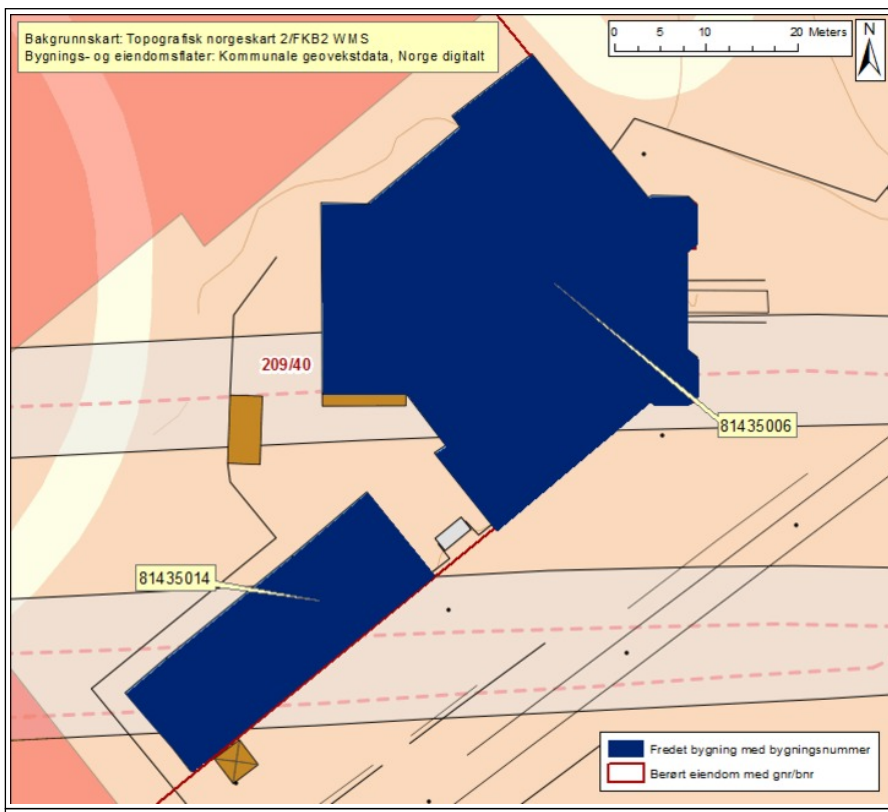 Bakgrunnskart: Topografisk norgeskart 2/FKB2 WMS
Bygnings- og eiendomsflater: Kommunale geovekstdata, Norge digitalt
0 5 10 20 Meters
N
209/40
81435006
81435014
Fredet bygning med bygningsnummer
Berørt eiendom med gnr/bnr